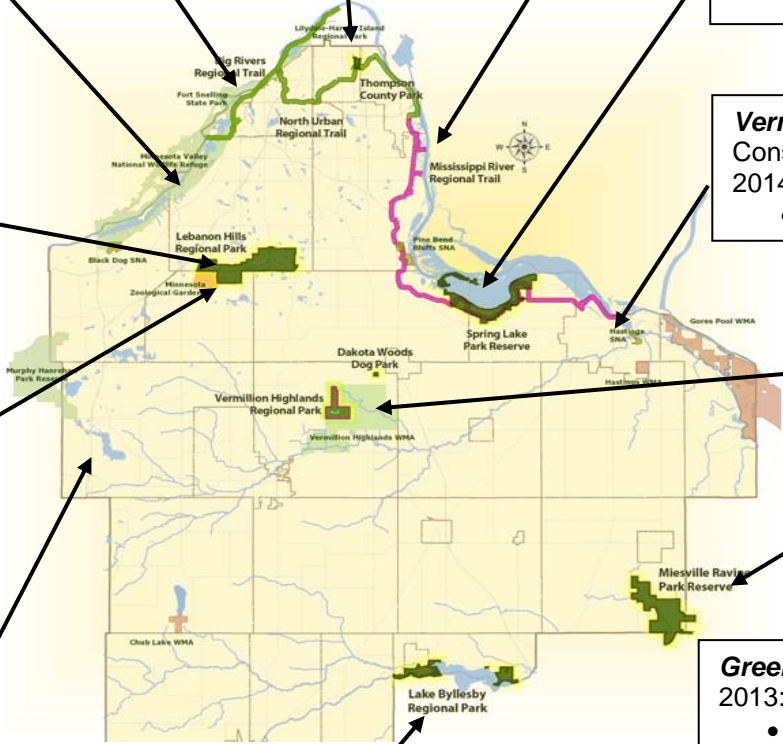 Lilydale-Harriet Island
Regional Park
Big Rivers
Regional Trail
Thompson
County Park
Fort Snelling
State Park
North Urban
Regional Trail
N
W
E
S
Minnesota Valley
National Wildlife Refuge
Mississippi River
Regional Trail
Lebanon Hills
Regional Park
Pine Bend
Bluffs SNA
Black Dog SNA
Minnesota
Zoological Garden
Spring Lake
Park Reserve
Gores Pool WMA
Hastings
SNA
Murphy Hanrehan
Park Reserve
Dakota Woods
Dog Park
Hastings WMA
Vermillion Highlands
Regional Park
Vermillion Highlands WMA
Miesville Ravine
Park Reserve
Chub Lake WMA
Lake Byllesby
Regional Park
Verm
Cons
2014
Green
2013:
•